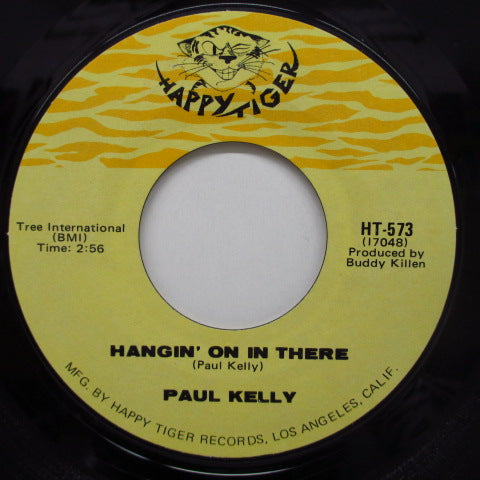 HAPPY TIGER
Tree International
(BMI)
Time: 2:56
HT-573
(17048)
Produced by
Buddy Killen
HANGIN' ON IN THERE
(Paul Kelly)
PAUL KELLY
MFG. BY HAPPY TIGER RECORDS, LOS ANGELES, CALIF.